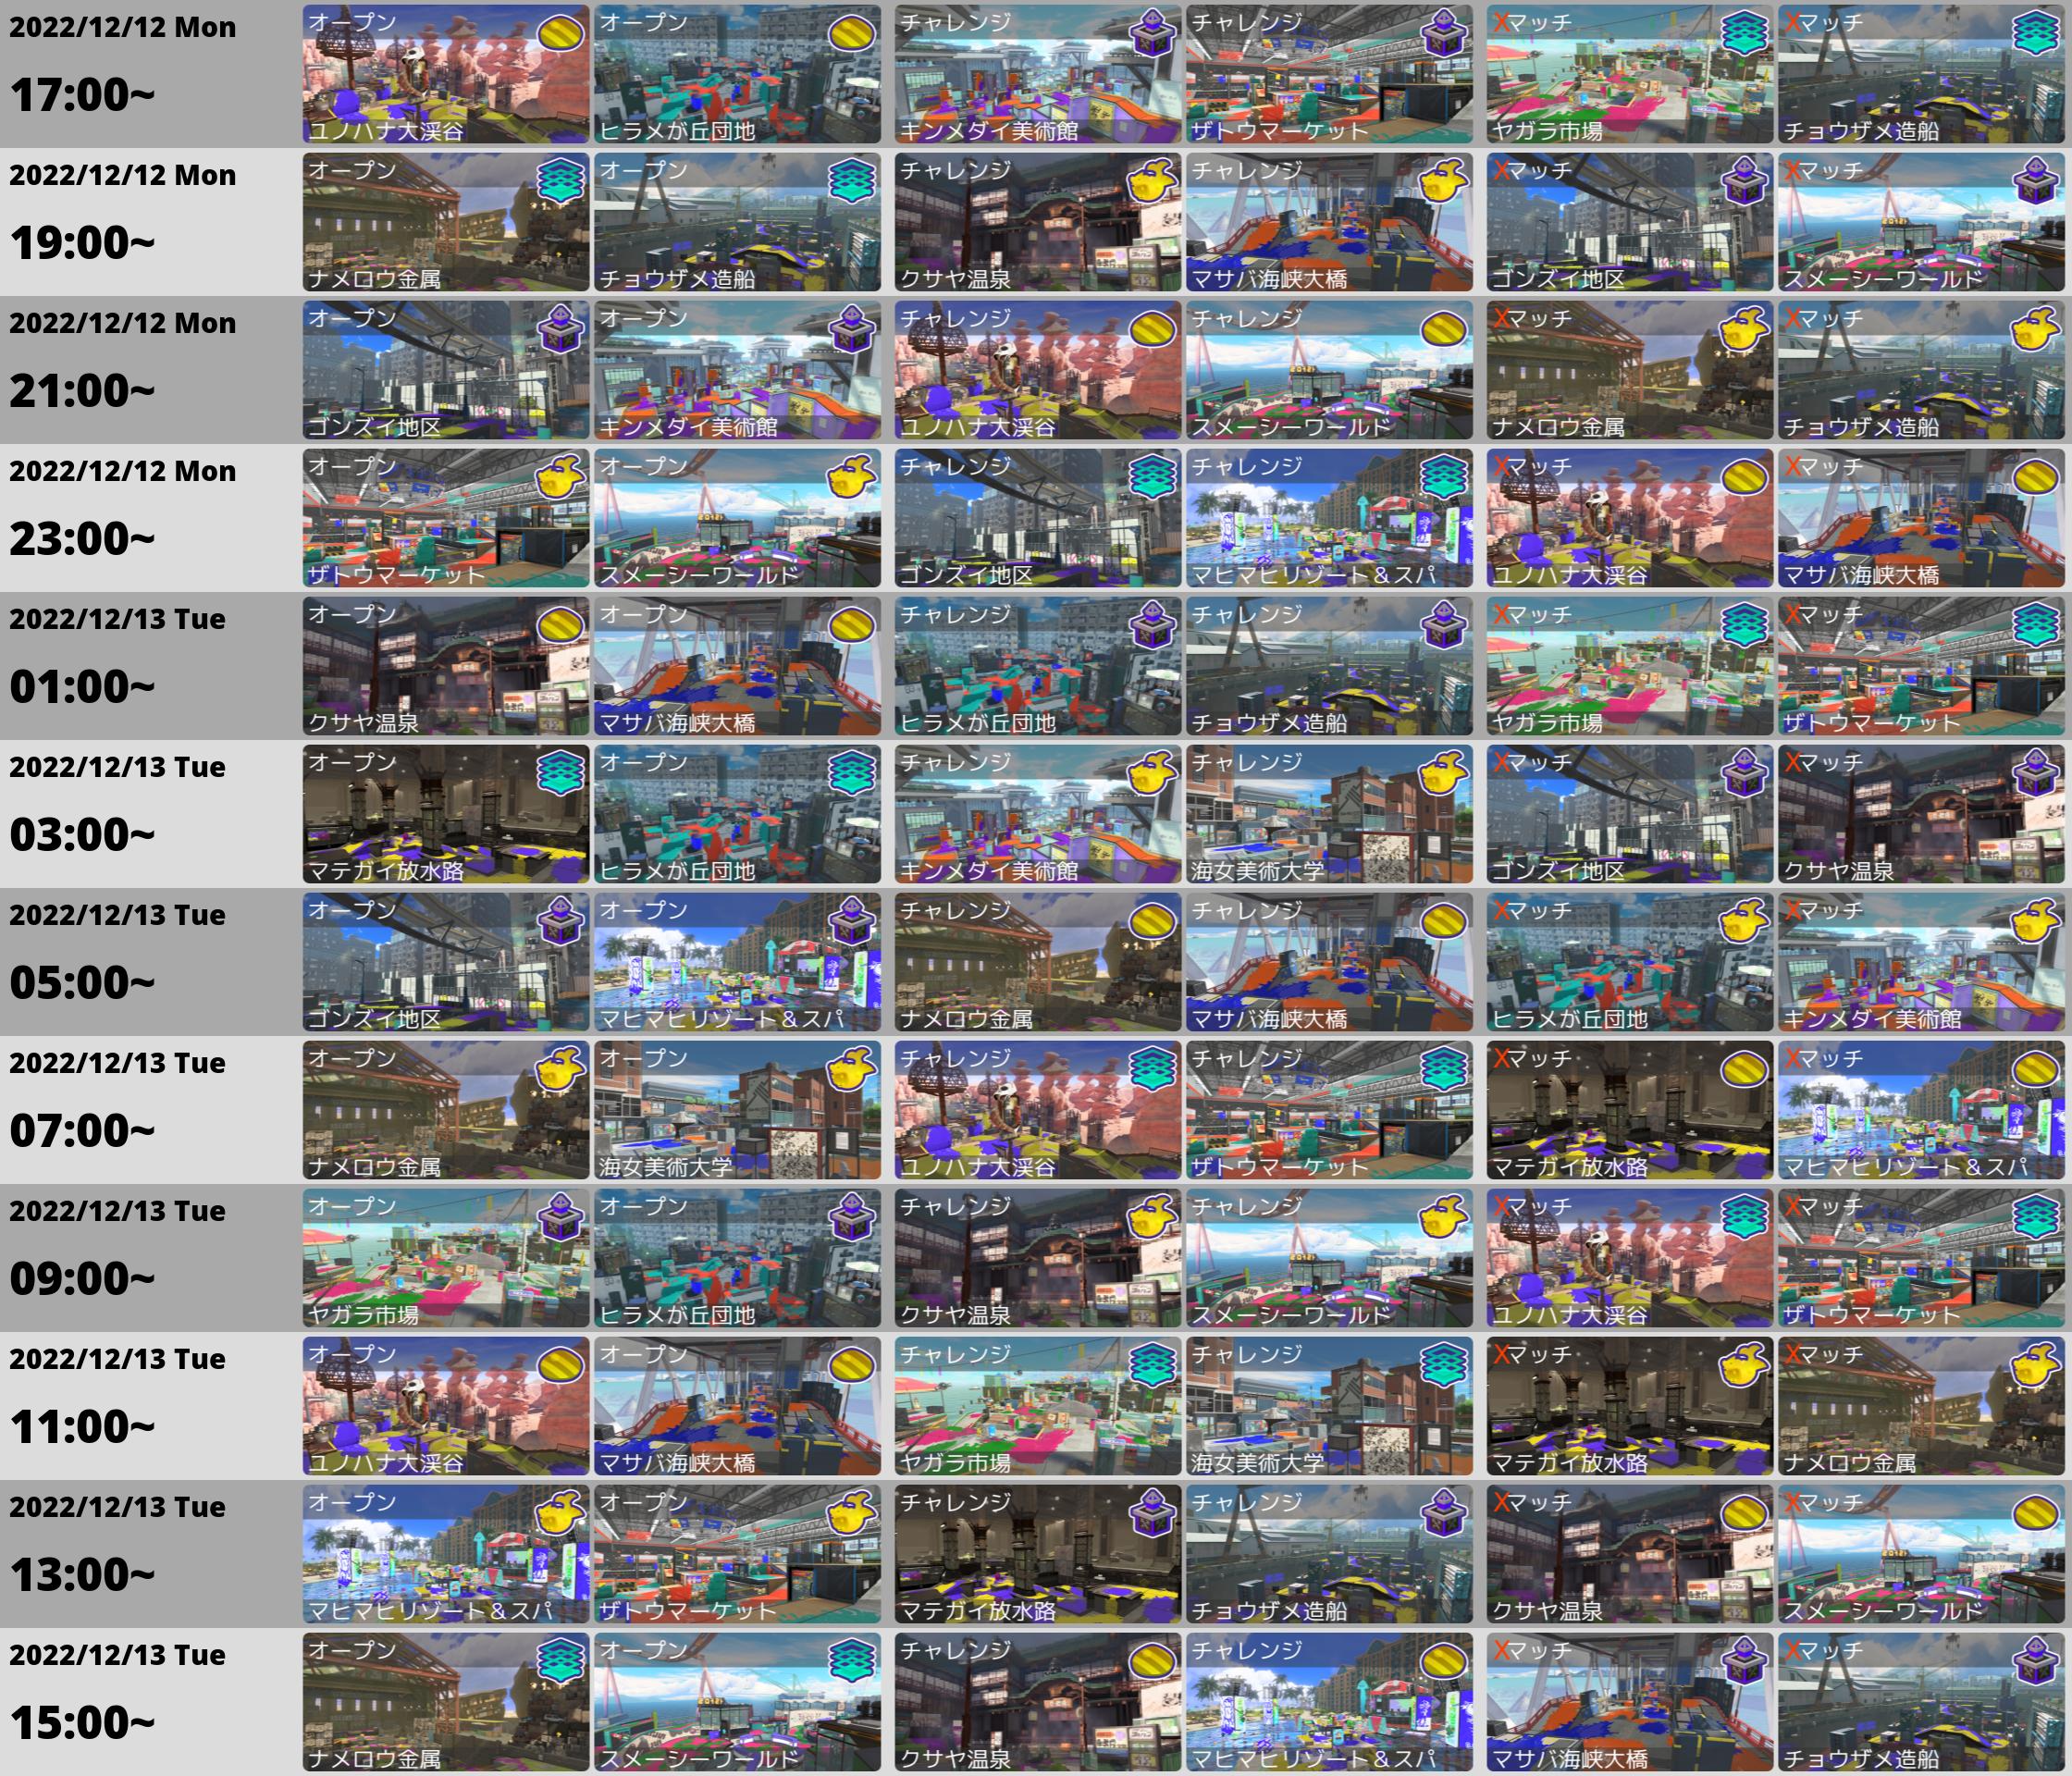 2022/12/12 Mon
17:00~
オープン オープン チャレンジ チャレンジ Xマッチ Xマッチ
ユノハナ大渓谷 ヒラメが丘団地 キンメダイ美術館 ザトウマーケット ヤガラ市場 チョウザメ造船
2022/12/12 Mon
19:00~
オープン オープン チャレンジ チャレンジ Xマッチ Xマッチ
ナメロウ金属 チョウザメ造船 クサヤ温泉 マサバ海峡大橋 ゴンズイ地区 スメーシーワールド
2022/12/12 Mon
21:00~
オープン オープン チャレンジ チャレンジ Xマッチ Xマッチ
ゴンズイ地区 キンメダイ美術館 ユノハナ大渓谷 スメーシーワールド ナメロウ金属 チョウザメ造船
2022/12/12 Mon
23:00~
オープン オープン チャレンジ チャレンジ Xマッチ Xマッチ
ザトウマーケット スメーシーワールド ゴンズイ地区 マヒマヒリゾート＆スパ ユノハナ大渓谷 マサバ海峡大橋
2022/12/13 Tue
01:00~
オープン オープン チャレンジ チャレンジ Xマッチ Xマッチ
クサヤ温泉 マサバ海峡大橋 ヒラメが丘団地 チョウザメ造船 ヤガラ市場 ザトウマーケット
2022/12/13 Tue
03:00~
オープン オープン チャレンジ チャレンジ Xマッチ Xマッチ
マテガイ放水路 ヒラメが丘団地 キンメダイ美術館 海女美術大学 ゴンズイ地区 クサヤ温泉
2022/12/13 Tue
05:00~
オープン オープン チャレンジ チャレンジ Xマッチ Xマッチ
ゴンズイ地区 マヒマヒリゾート＆スパ ナメロウ金属 マサバ海峡大橋 ヒラメが丘団地 キンメダイ美術館
2022/12/13 Tue
07:00~
オープン オープン チャレンジ チャレンジ Xマッチ Xマッチ
ナメロウ金属 海女美術大学 ユノハナ大渓谷 ザトウマーケット マテガイ放水路 マヒマヒリゾート＆スパ
2022/12/13 Tue
09:00~
オープン オープン チャレンジ チャレンジ Xマッチ Xマッチ
ヤガラ市場 ヒラメが丘団地 クサヤ温泉 スメーシーワールド ユノハナ大渓谷 ザトウマーケット
2022/12/13 Tue
11:00~
オープン オープン チャレンジ チャレンジ Xマッチ Xマッチ
ユノハナ大渓谷 マサバ海峡大橋 ヤガラ市場 海女美術大学 マテガイ放水路 ナメロウ金属
2022/12/13 Tue
13:00~
オープン オープン チャレンジ チャレンジ Xマッチ Xマッチ
マヒマヒリゾート＆スパ ザトウマーケット マテガイ放水路 チョウザメ造船 クサヤ温泉 スメーシーワールド
2022/12/13 Tue
15:00~
オープン オープン チャレンジ チャレンジ Xマッチ Xマッチ
ナメロウ金属 スメーシーワールド クサヤ温泉 マヒマヒリゾート＆スパ マサバ海峡大橋 チョウザメ造船